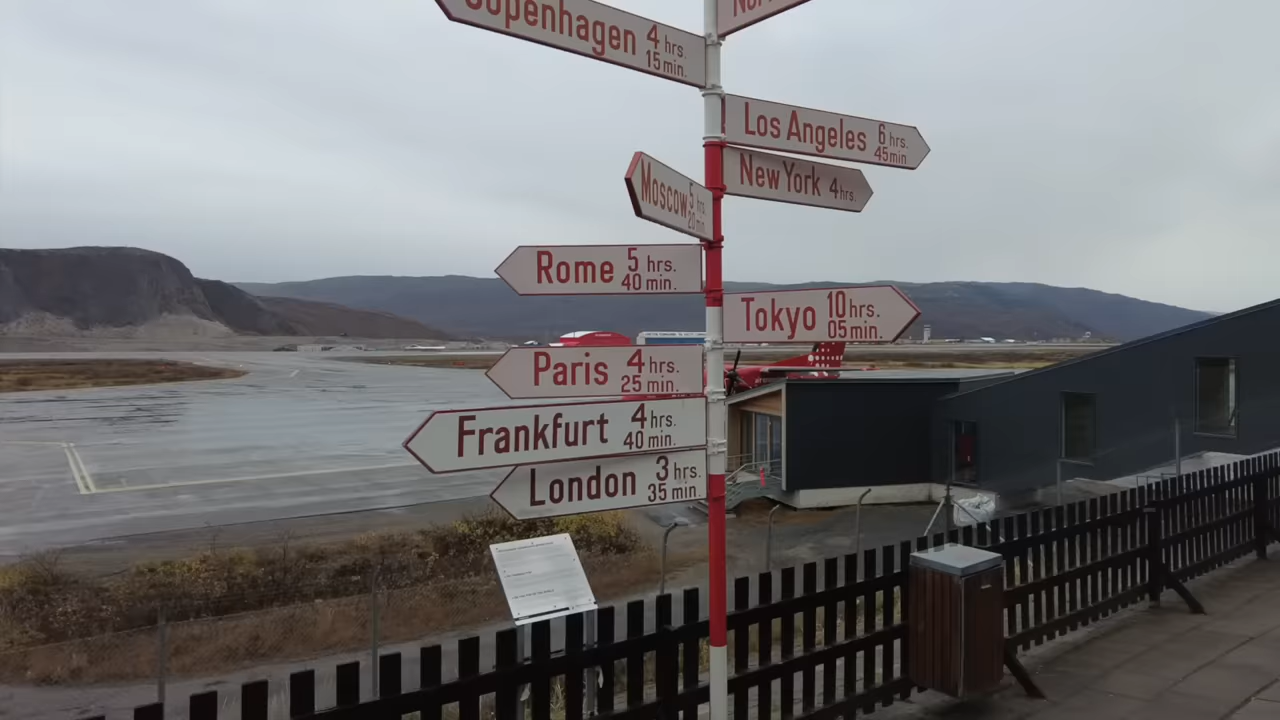 Copenhagen 4 hrs.
15 min.
Los Angeles 6 hrs.
45 min.
New York 4 hrs.
Moscow 5 hrs.
20 min.
Rome 5 hrs.
40 min.
Tokyo 10 hrs.
05 min.
Paris 4 hrs.
25 min.
Frankfurt 4 hrs.
40 min.
London 3 hrs.
35 min.